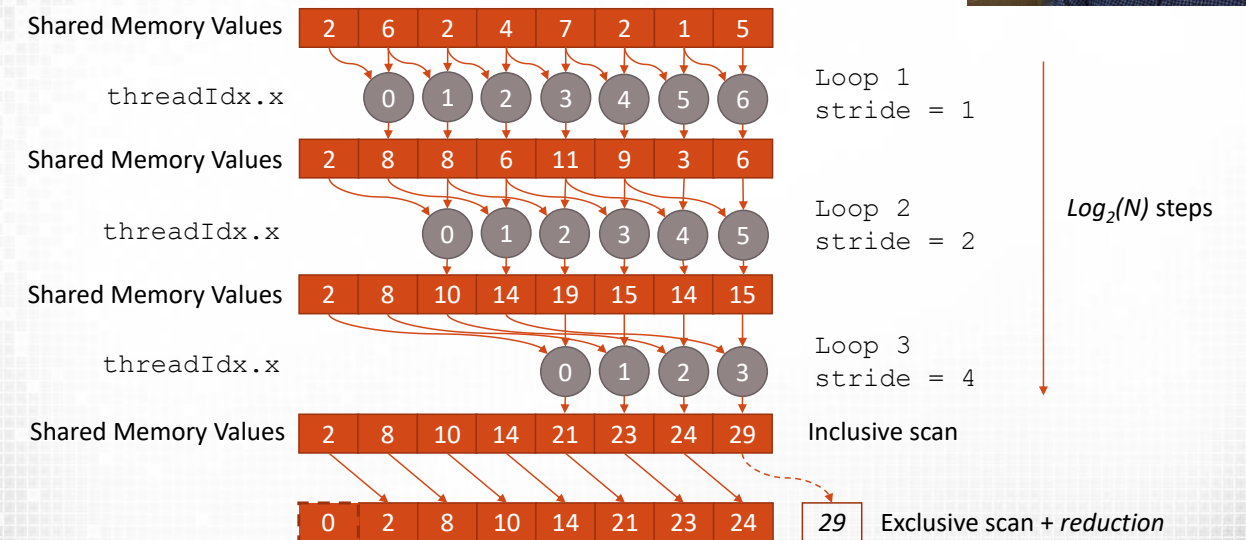 Shared Memory Values 2 6 2 4 7 2 1 5
threadIdx.x 0 1 2 3 4 5 6 Loop 1
stride = 1
Shared Memory Values 2 8 8 6 11 9 3 6
threadIdx.x 0 1 2 3 4 5 Loop 2
stride = 2
Log2(N) steps
Shared Memory Values 2 8 10 14 19 15 14 15
threadIdx.x 0 1 2 3 Loop 3
stride = 4
Shared Memory Values 2 8 10 14 21 23 24 29 Inclusive scan
0 2 8 10 14 21 23 24 29 Exclusive scan + reduction